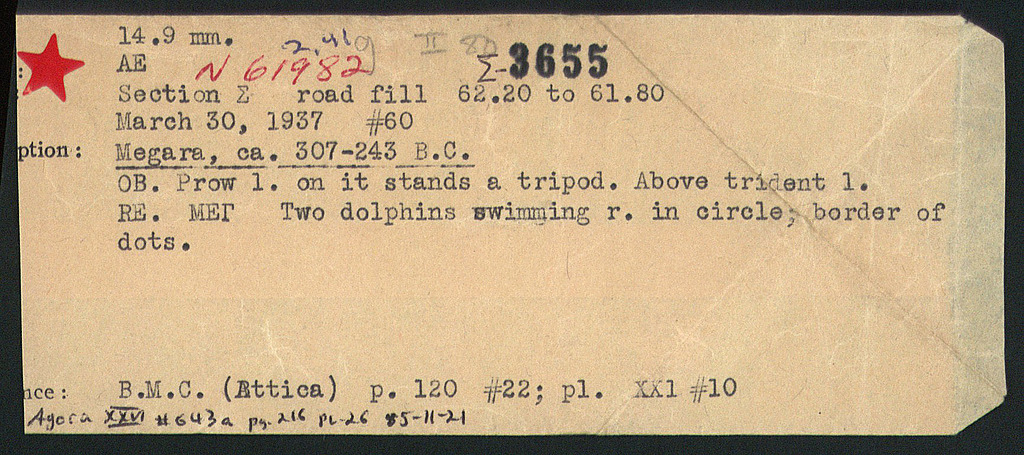 14.9 mm. 2.41g II 8
AE N 61982 Σ-3655
Section Σ road fill 62.20 to 61.80
March 30, 1937 #60
ption: Megara, ca. 307-243 B.C.
OB. Prow l. on it stands a tripod. Above trident l.
RE. ΜΕΓ Two dolphins swimming r. in circle; border of
dots.
nce: B.M.C. (Attica) p. 120 #22; pl. XX1 #10
Agora XXVI #643a pg. 216 PL-26 85-11-21